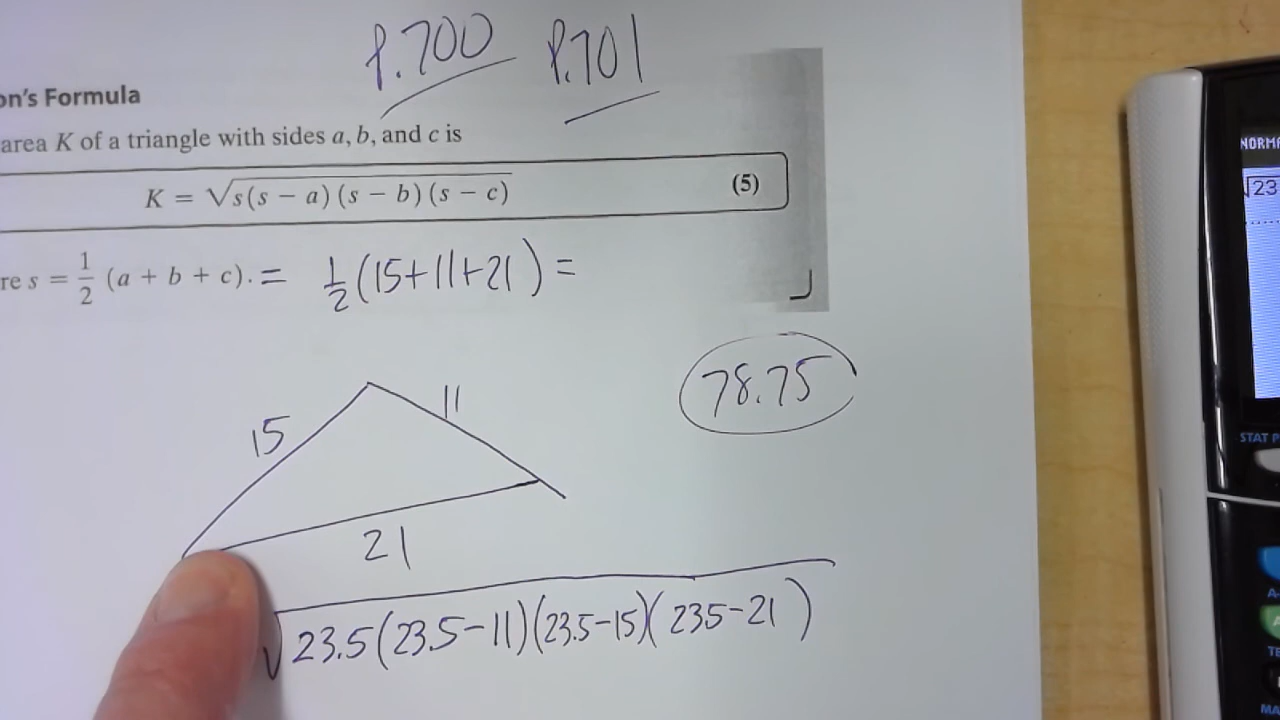 P.700 P.701
on's Formula
area K of a triangle with sides a, b, and c is
K = √s(s − a)(s − b)(s − c) (5)
re s = 1/2 (a + b + c). = 1/2(15+11+21) =
78.75
15
11
21
√23.5(23.5−11)(23.5−15)(235−21)
NORMA
√23
STAT P
A-
TE
MA